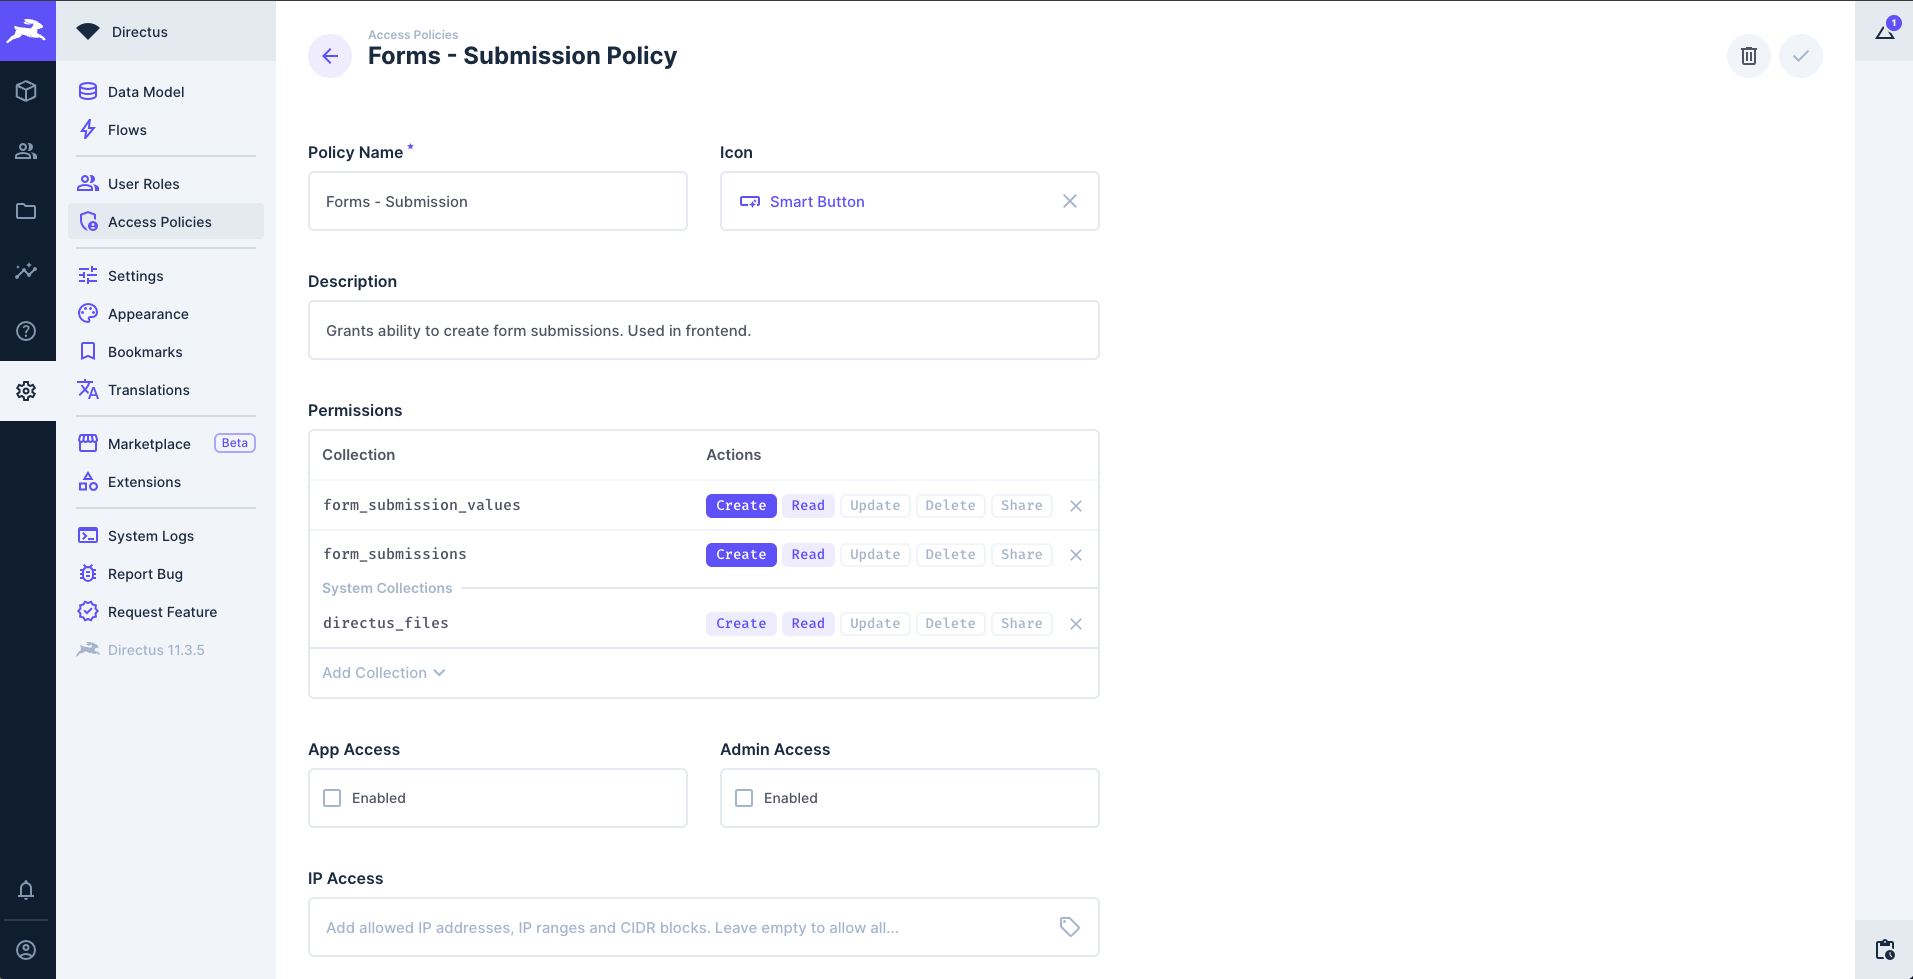 Directus
Data Model
Flows
User Roles
Access Policies
Settings
Appearance
Bookmarks
Translations
Marketplace Beta
Extensions
System Logs
Report Bug
Request Feature
Directus 11.3.5
Access Policies
Forms - Submission Policy
1
Policy Name *
Icon
Forms - Submission
Smart Button
Description
Grants ability to create form submissions. Used in frontend.
Permissions
Collection Actions
form_submission_values Create Read Update Delete Share
form_submissions Create Read Update Delete Share
System Collections
directus_files Create Read Update Delete Share
Add Collection
App Access
Admin Access
Enabled
Enabled
IP Access
Add allowed IP addresses, IP ranges and CIDR blocks. Leave empty to allow all...